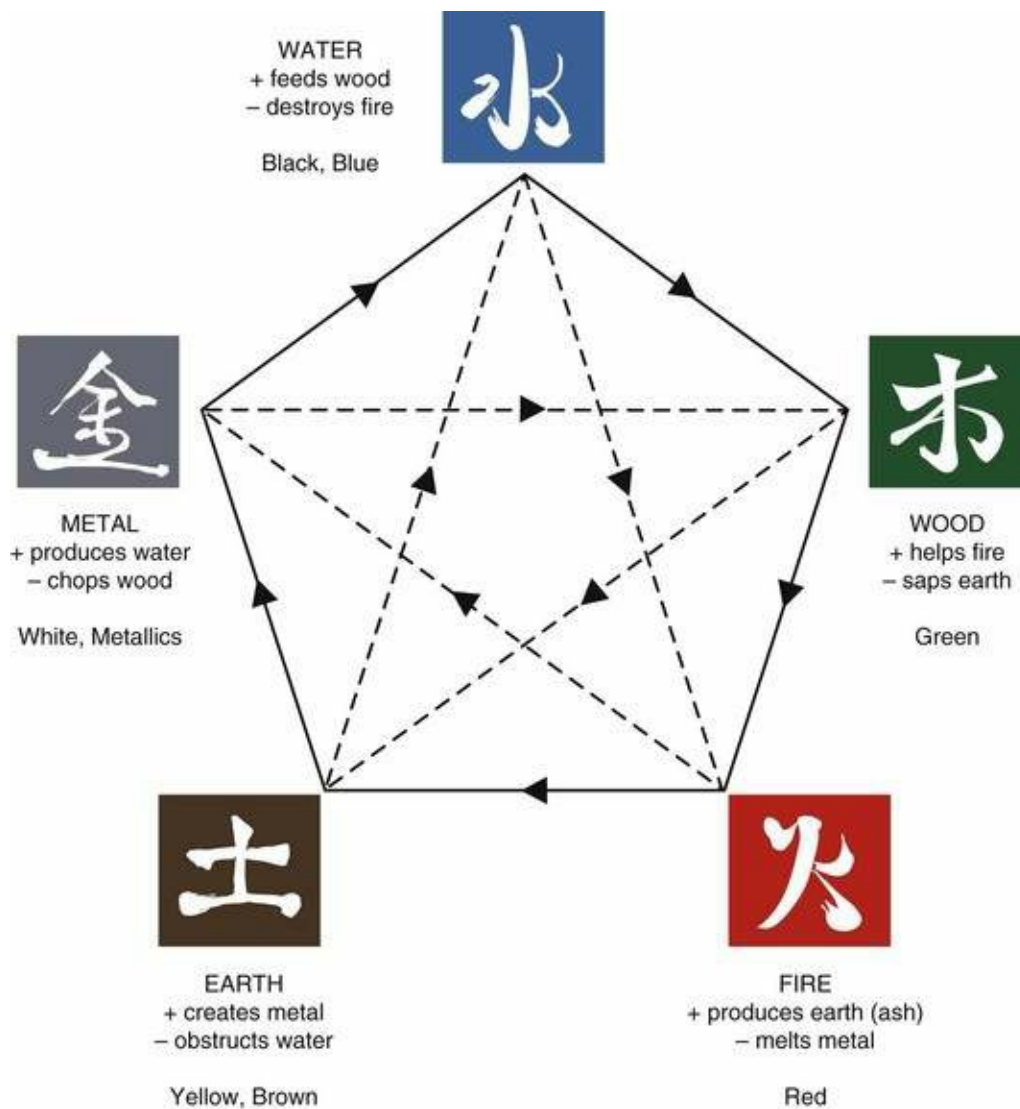 WATER
+ feeds wood
– destroys fire
Black, Blue
水
金
METAL
+ produces water
– chops wood
White, Metallics
木
WOOD
+ helps fire
– saps earth
Green
土
EARTH
+ creates metal
– obstructs water
Yellow, Brown
火
FIRE
+ produces earth (ash)
– melts metal
Red